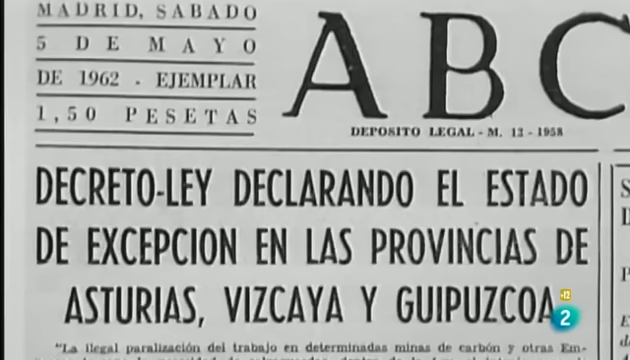 MADRID, SABADO
5 DE MAYO
DE 1962 - EJEMPLAR
1,50 PESETAS
ABC
DEPOSITO LEGAL - M. 13 - 1958
DECRETO-LEY DECLARANDO EL ESTADO
DE EXCEPCION EN LAS PROVINCIAS DE
ASTURIAS, VIZCAYA Y GUIPUZCOA
+12
2
"La ilegal paralización del trabajo en determinadas minas de carbón y otras Em-